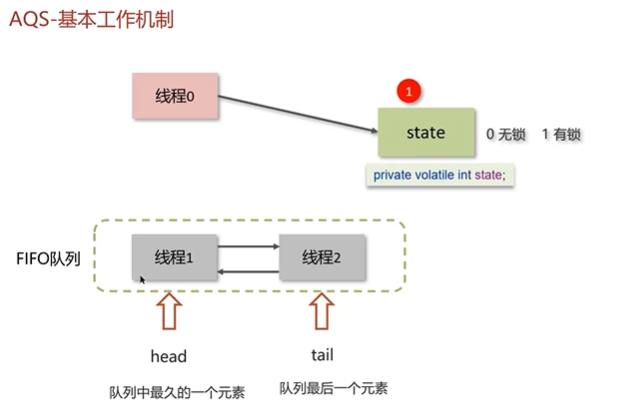 AQS-基本工作机制
线程0
1
state
0 无锁 1 有锁
private volatile int state;
FIFO队列
线程1
线程2
head
tail
队列中最久的一个元素
队列最后一个元素